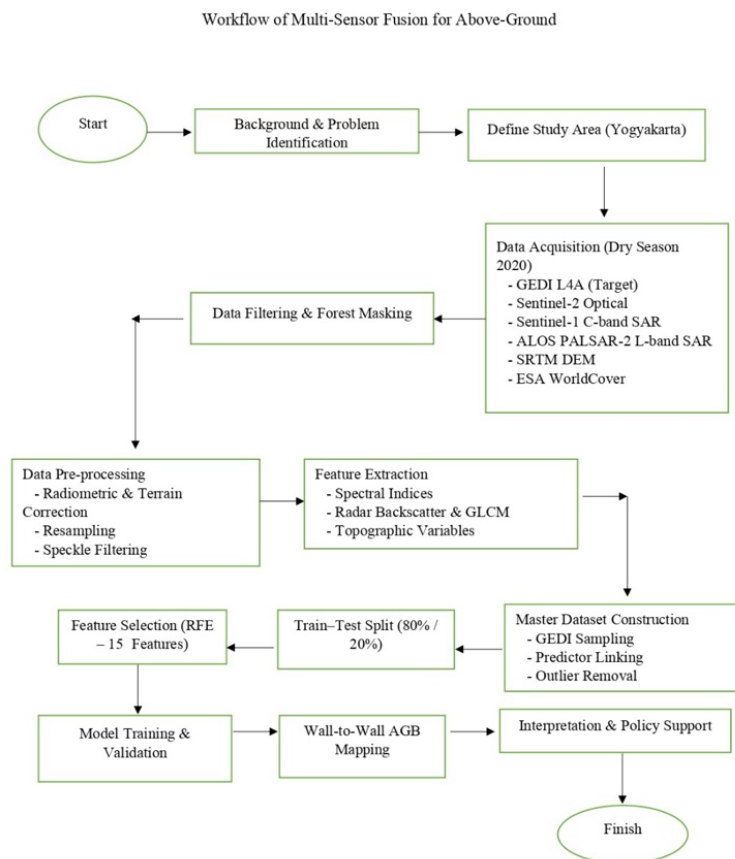 Workflow of Multi-Sensor Fusion for Above-Ground
Start
Background & Problem
Identification
Define Study Area (Yogyakarta)
Data Acquisition (Dry Season
2020)
- GEDI L4A (Target)
- Sentinel-2 Optical
- Sentinel-1 C-band SAR
- ALOS PALSAR-2 L-band SAR
- SRTM DEM
- ESA WorldCover
Data Filtering & Forest Masking
Data Pre-processing
- Radiometric & Terrain
Correction
- Resampling
- Speckle Filtering
Feature Extraction
- Spectral Indices
- Radar Backscatter & GLCM
- Topographic Variables
Master Dataset Construction
- GEDI Sampling
- Predictor Linking
- Outlier Removal
Train–Test Split (80% /
20%)
Feature Selection (RFE
– 15 Features)
Model Training &
Validation
Wall-to-Wall AGB
Mapping
Interpretation & Policy Support
Finish